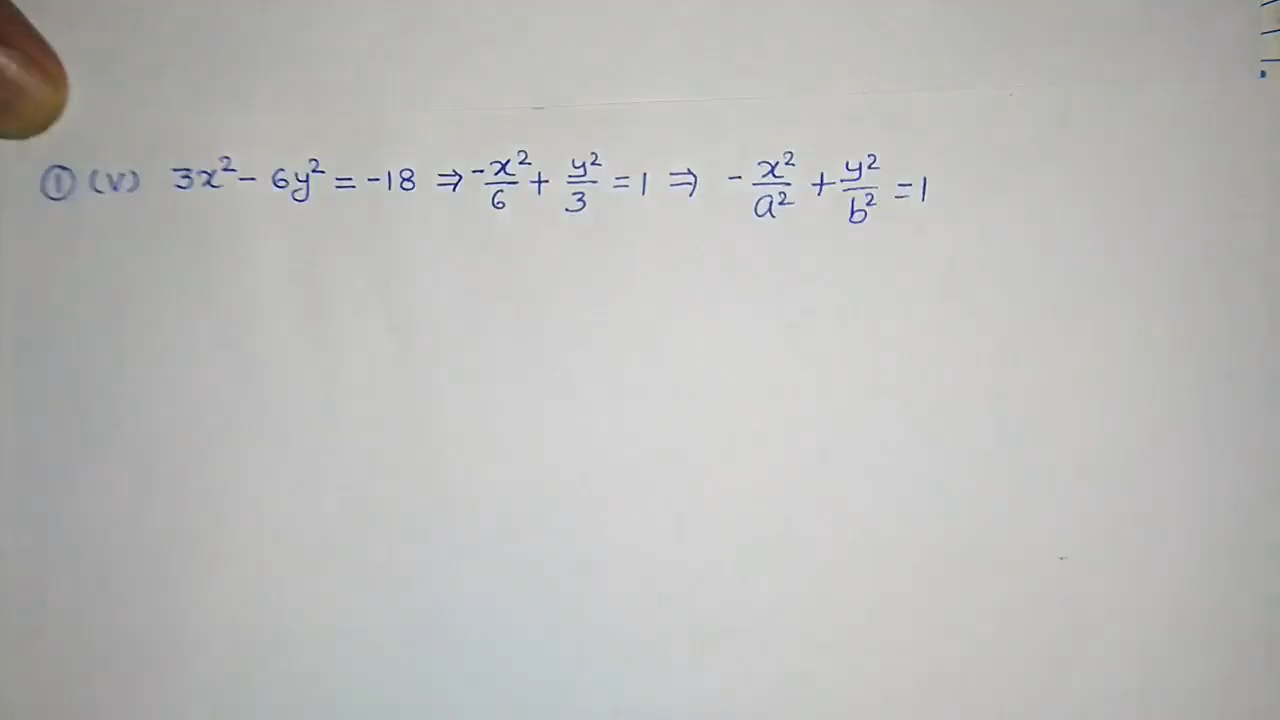 ① (V) 3x² - 6y² = -18 ⇒ -x²/6 + y²/3 = 1 ⇒ -x²/a² + y²/b² = 1